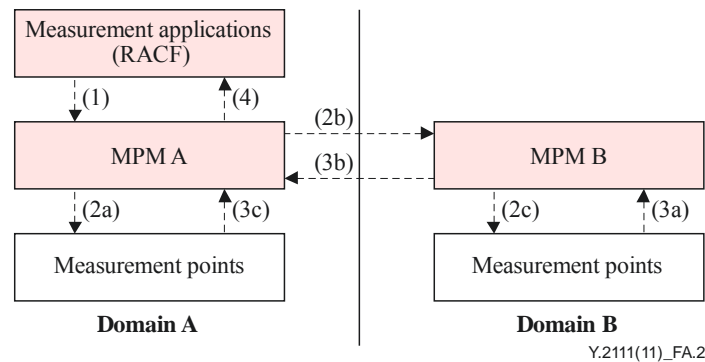 Measurement applications
(RACF)
(1)
(4)
(2b)
MPM A
(3b)
MPM B
(2a)
(3c)
(2c)
(3a)
Measurement points
Measurement points
Domain A
Domain B
Y.2111(11)_FA.2